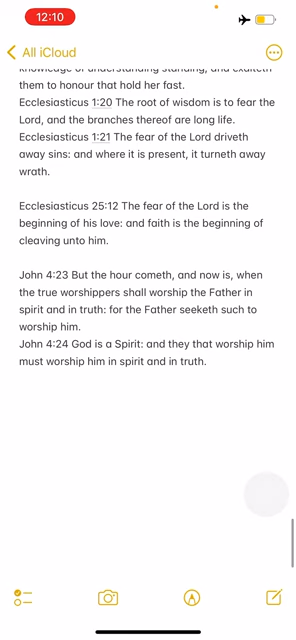 12:10
All iCloud
knowledge of understanding standing, and exalteth
them to honour that hold her fast.
Ecclesiasticus 1:20 The root of wisdom is to fear the
Lord, and the branches thereof are long life.
Ecclesiasticus 1:21 The fear of the Lord driveth
away sins: and where it is present, it turneth away
wrath.
Ecclesiasticus 25:12 The fear of the Lord is the
beginning of his love: and faith is the beginning of
cleaving unto him.
John 4:23 But the hour cometh, and now is, when
the true worshippers shall worship the Father in
spirit and in truth: for the Father seeketh such to
worship him.
John 4:24 God is a Spirit: and they that worship him
must worship him in spirit and in truth.